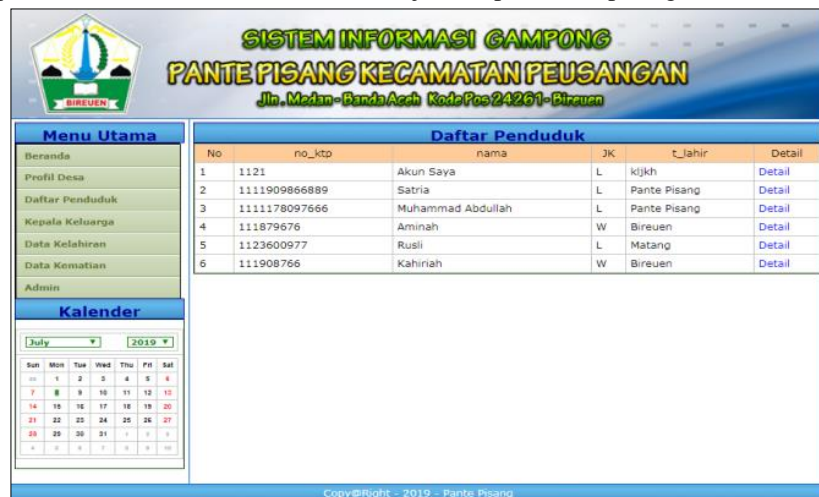 SISTEM INFORMASI GAMPONG
PANTE PISANG KECAMATAN PEUSANGAN
Jln. Medan - Banda Aceh Kode Pos 24261 - Bireuen
BIREUEN
Menu Utama
Beranda
Profil Desa
Daftar Penduduk
Kepala Keluarga
Data Kelahiran
Data Kematian
Admin
Kalender
July 2019
Sun Mon Tue Wed Thu Fri Sat
1 2 3 4 5 6
7 8 9 10 11 12 13
14 15 16 17 18 19 20
21 22 23 24 25 26 27
28 29 30 31
Daftar Penduduk
No no_ktp nama JK t_lahir Detail
1 1121 Akun Saya L kljkh Detail
2 1111909866889 Satria L Pante Pisang Detail
3 1111178097666 Muhammad Abdullah L Pante Pisang Detail
4 111879676 Aminah W Bireuen Detail
5 1123600977 Rusli L Matang Detail
6 111908766 Kahiriah W Bireuen Detail
Copy@Right - 2019 - Pante Pisang